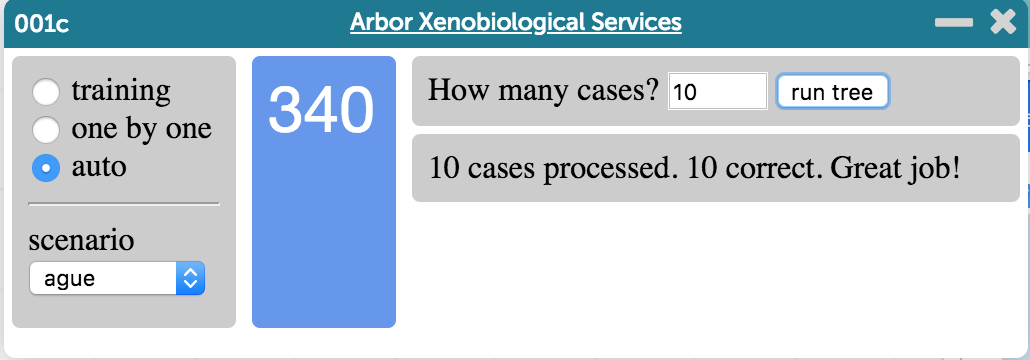 001c
Arbor Xenobiological Services
training
one by one
auto
scenario
ague
340
How many cases? 10 run tree
10 cases processed. 10 correct. Great job!